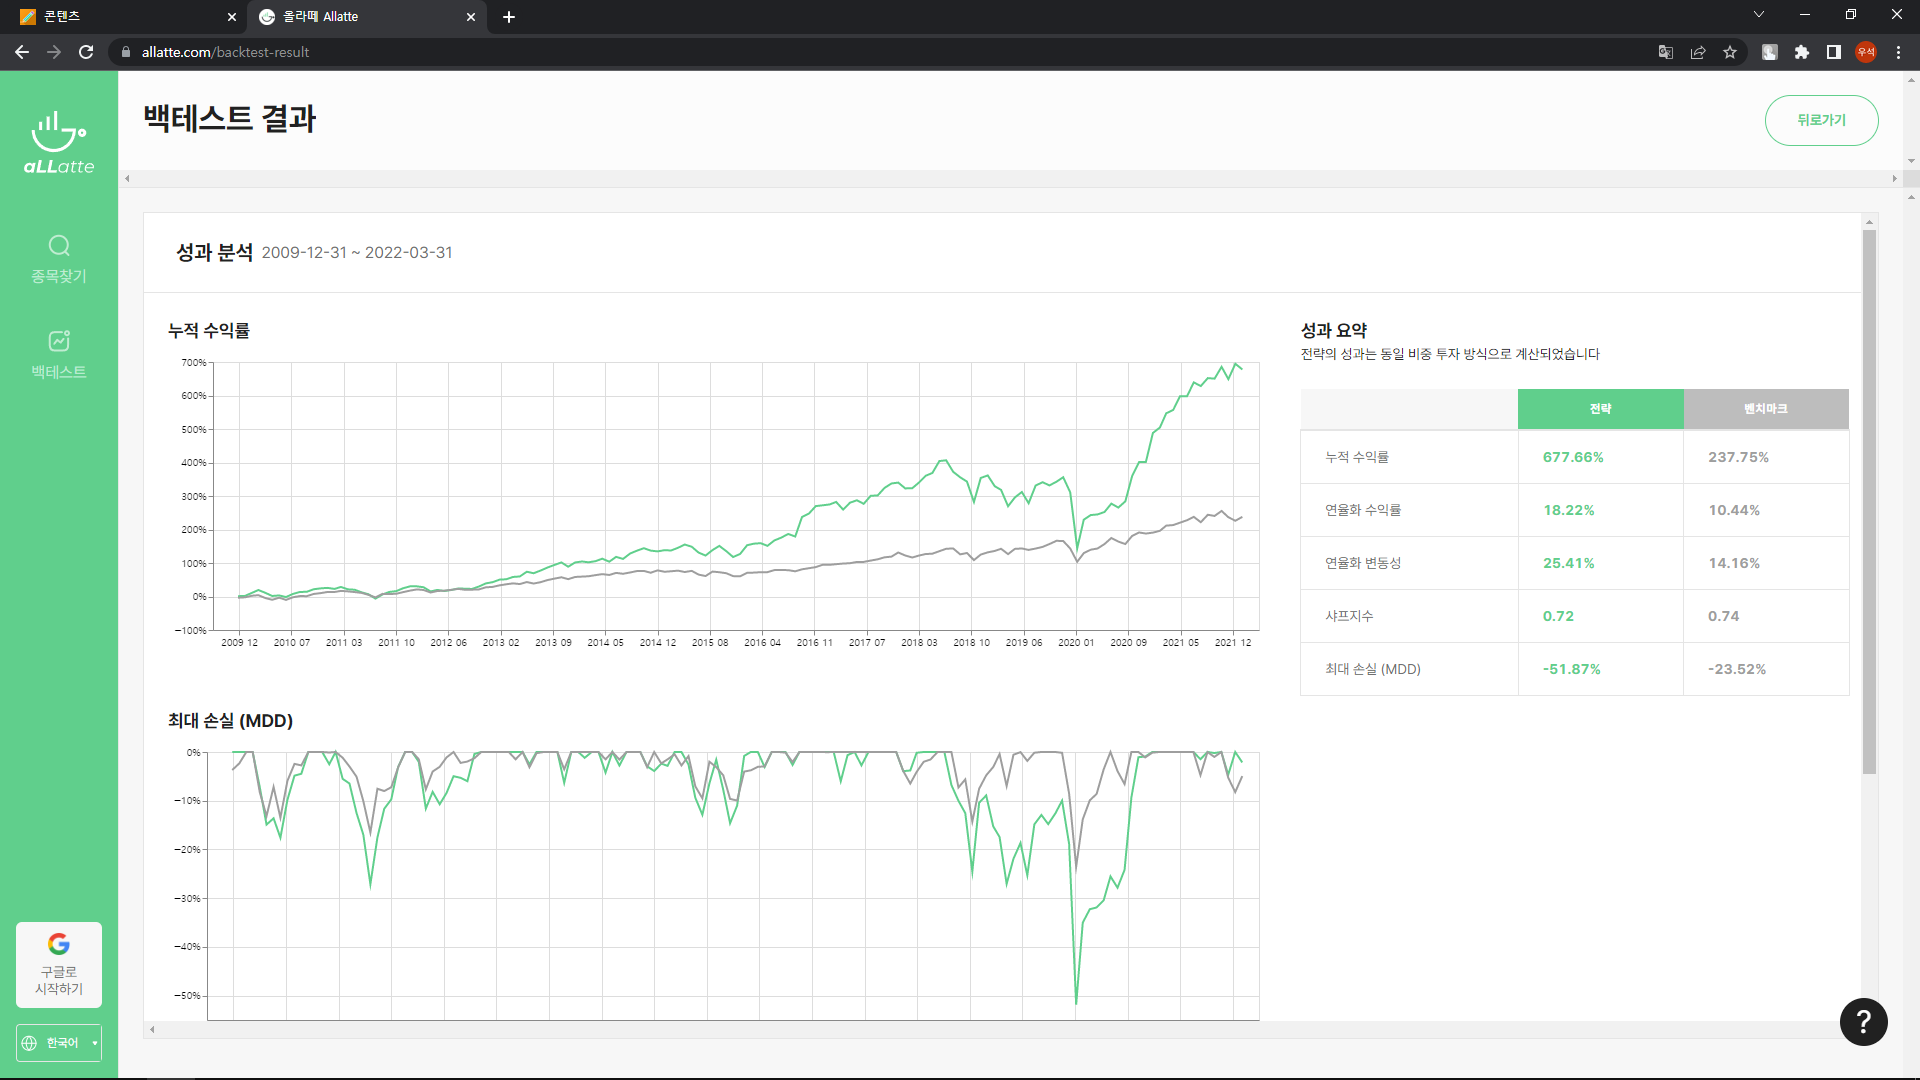 콘텐츠
올라떼 Allatte
allatte.com/backtest-result
우석
aLLatte
종목찾기
백테스트
구글로
시작하기
한국어
백테스트 결과
뒤로가기
성과 분석 2009-12-31 ~ 2022-03-31
누적 수익률
700%
600%
500%
400%
300%
200%
100%
0%
−100%
2009 12 2010 07 2011 03 2011 10 2012 06 2013 02 2013 09 2014 05 2014 12 2015 08 2016 04 2016 11 2017 07 2018 03 2018 10 2019 06 2020 01 2020 09 2021 05 2021 12
성과 요약
전략의 성과는 동일 비중 투자 방식으로 계산되었습니다
전략 벤치마크
누적 수익률 677.66% 237.75%
연율화 수익률 18.22% 10.44%
연율화 변동성 25.41% 14.16%
샤프지수 0.72 0.74
최대 손실 (MDD) -51.87% -23.52%
최대 손실 (MDD)
0%
−10%
−20%
−30%
−40%
−50%
?